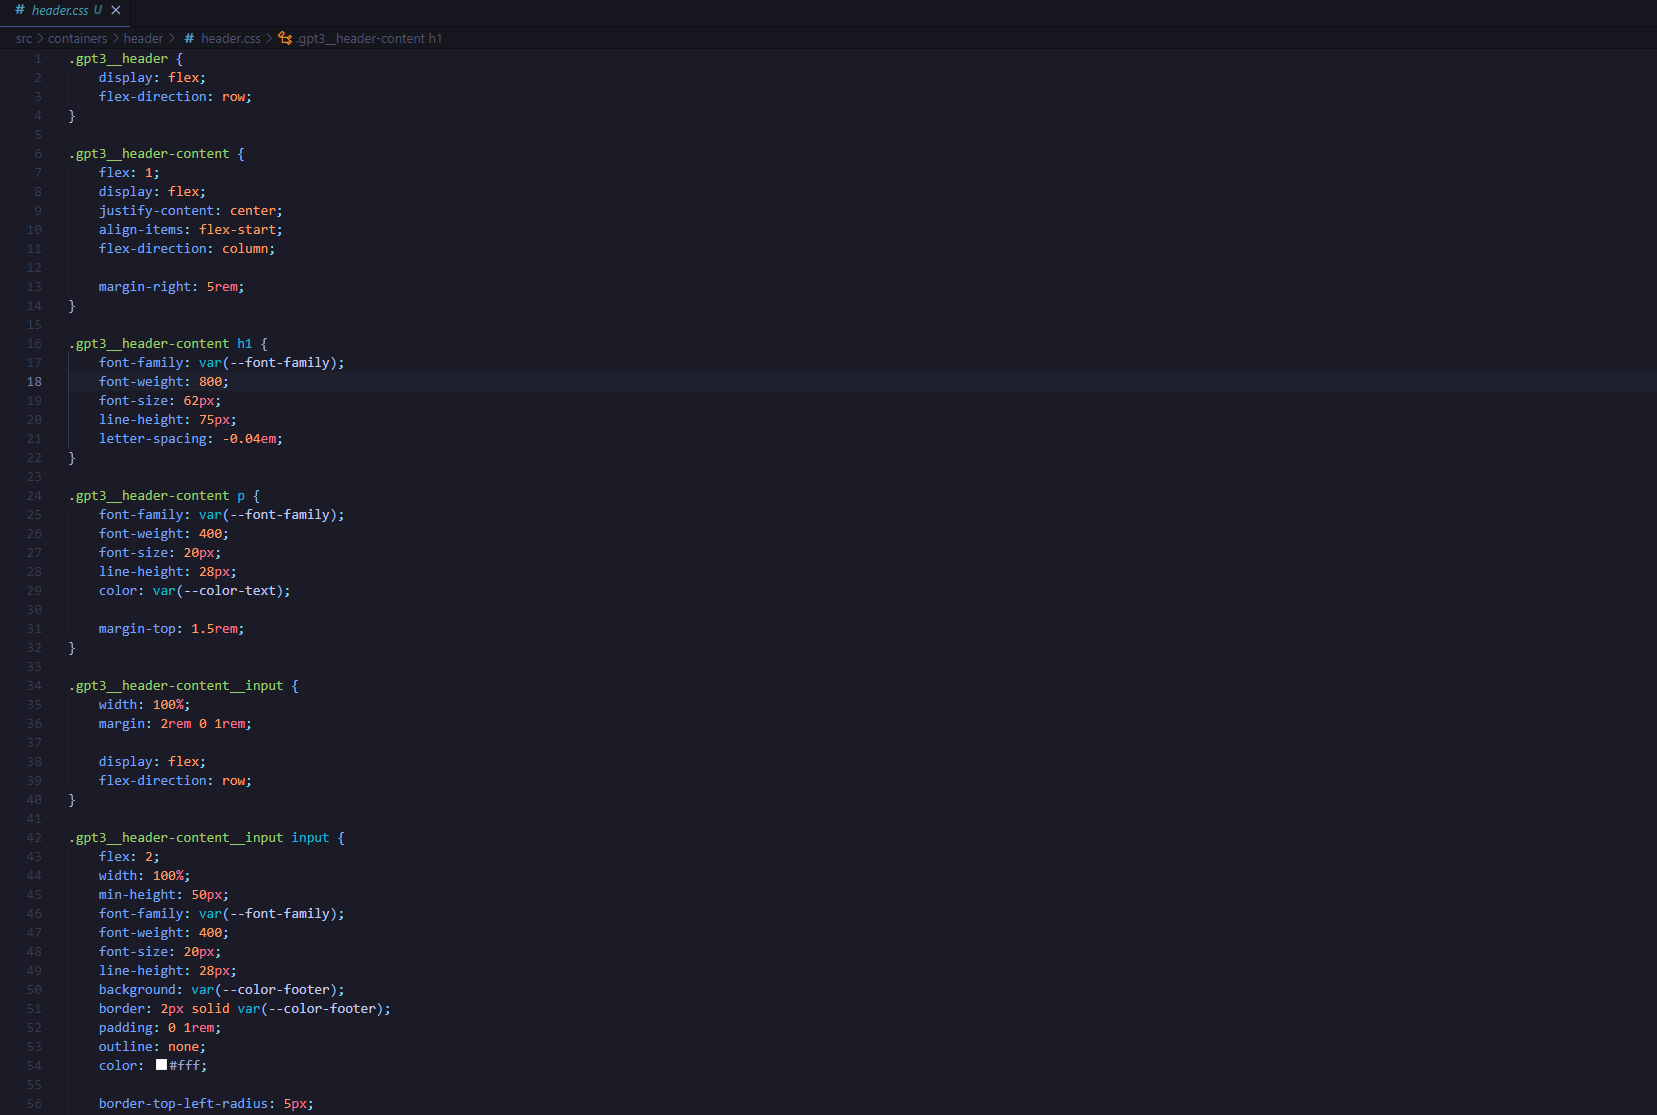 # header.css U ×
src > containers > header > # header.css > .gpt3__header-content h1
1 .gpt3__header {
2 display: flex;
3 flex-direction: row;
4 }
5
6 .gpt3__header-content {
7 flex: 1;
8 display: flex;
9 justify-content: center;
10 align-items: flex-start;
11 flex-direction: column;
12
13 margin-right: 5rem;
14 }
15
16 .gpt3__header-content h1 {
17 font-family: var(--font-family);
18 font-weight: 800;
19 font-size: 62px;
20 line-height: 75px;
21 letter-spacing: -0.04em;
22 }
23
24 .gpt3__header-content p {
25 font-family: var(--font-family);
26 font-weight: 400;
27 font-size: 20px;
28 line-height: 28px;
29 color: var(--color-text);
30
31 margin-top: 1.5rem;
32 }
33
34 .gpt3__header-content__input {
35 width: 100%;
36 margin: 2rem 0 1rem;
37
38 display: flex;
39 flex-direction: row;
40 }
41
42 .gpt3__header-content__input input {
43 flex: 2;
44 width: 100%;
45 min-height: 50px;
46 font-family: var(--font-family);
47 font-weight: 400;
48 font-size: 20px;
49 line-height: 28px;
50 background: var(--color-footer);
51 border: 2px solid var(--color-footer);
52 padding: 0 1rem;
53 outline: none;
54 color: #fff;
55
56 border-top-left-radius: 5px;